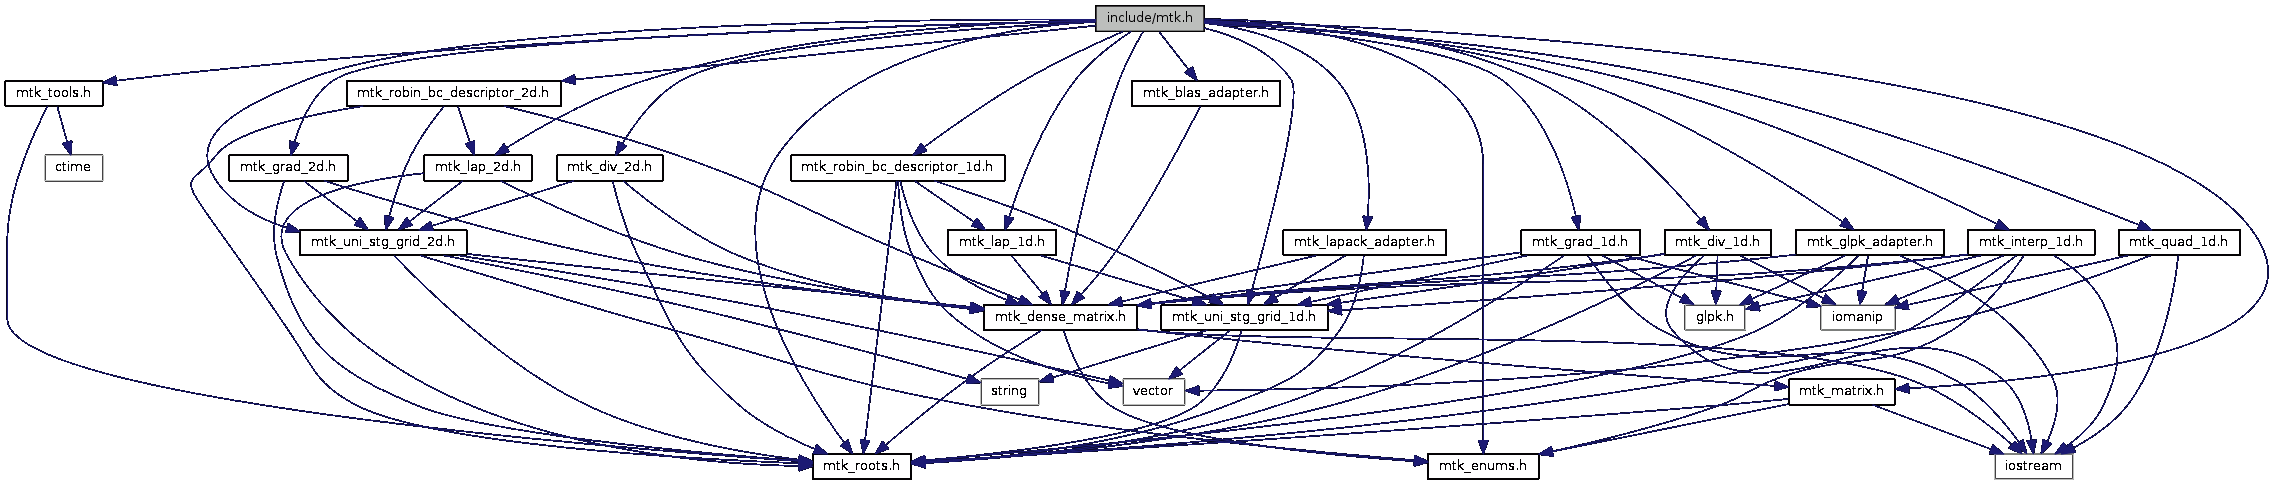 include/mtk.h
mtk_tools.h
mtk_robin_bc_descriptor_2d.h
mtk_blas_adapter.h
ctime
mtk_grad_2d.h
mtk_lap_2d.h
mtk_div_2d.h
mtk_robin_bc_descriptor_1d.h
mtk_uni_stg_grid_2d.h
mtk_lap_1d.h
mtk_lapack_adapter.h
mtk_grad_1d.h
mtk_div_1d.h
mtk_glpk_adapter.h
mtk_interp_1d.h
mtk_quad_1d.h
mtk_dense_matrix.h
mtk_uni_stg_grid_1d.h
glpk.h
iomanip
string
vector
mtk_matrix.h
mtk_roots.h
mtk_enums.h
iostream